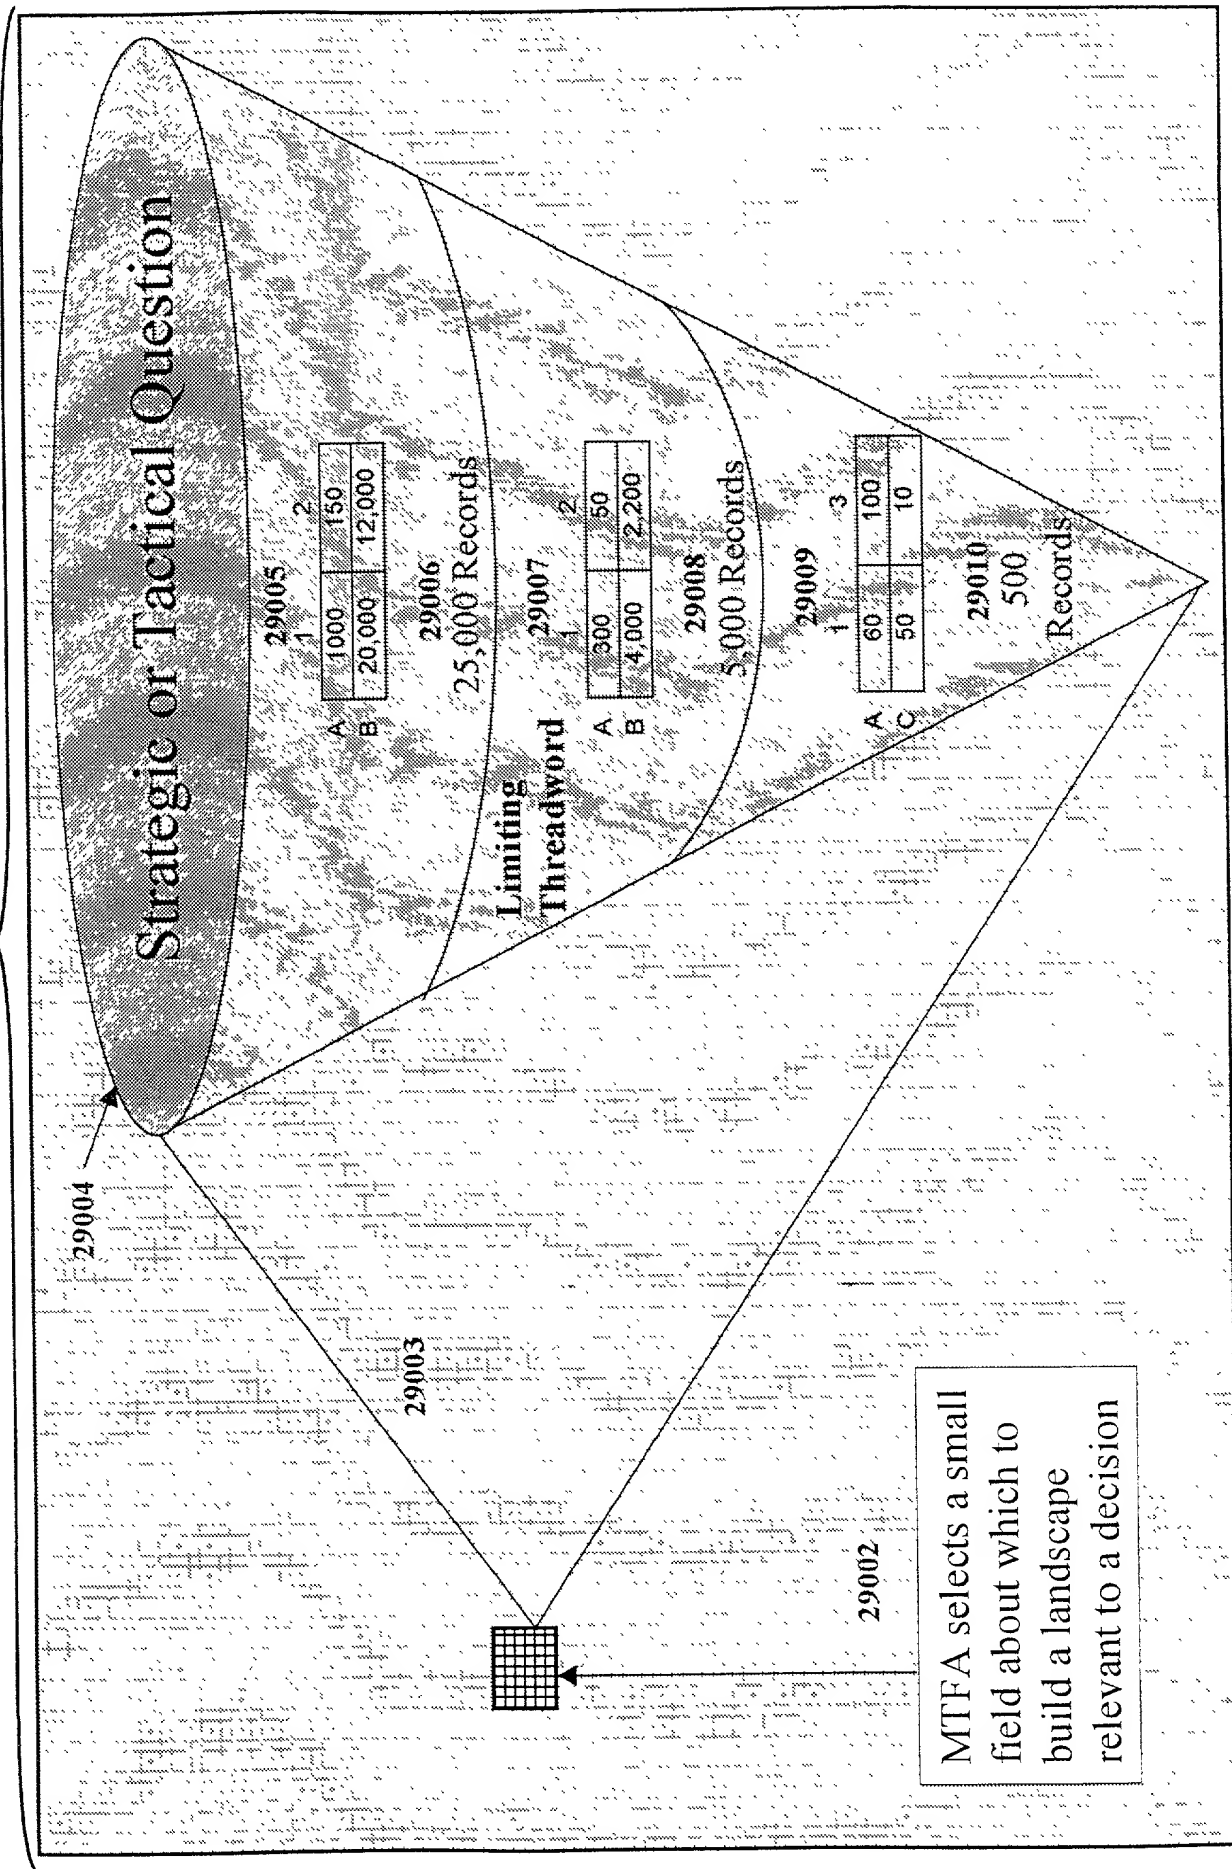 29004
Strategic or Tactical Question
29005
1 2
A 1000 150
B 20,000 12,000
29006
25,000 Records
Limiting
Threadword
29007
1 2
A 300 50
B 4,000 2,200
29008
5,000 Records
29009
1 3
A 60 100
C 50 10
29010
500
Records
29003
29002
MTFA selects a small
field about which to
build a landscape
relevant to a decision